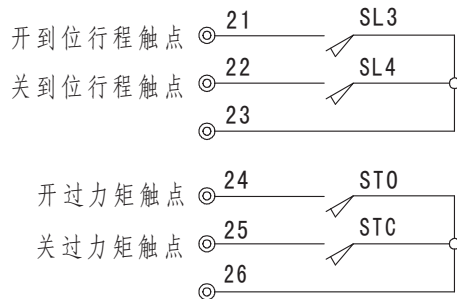 开到位行程触点 21 SL3
关到位行程触点 22 SL4
23
开过力矩触点 24 STO
关过力矩触点 25 STC
26